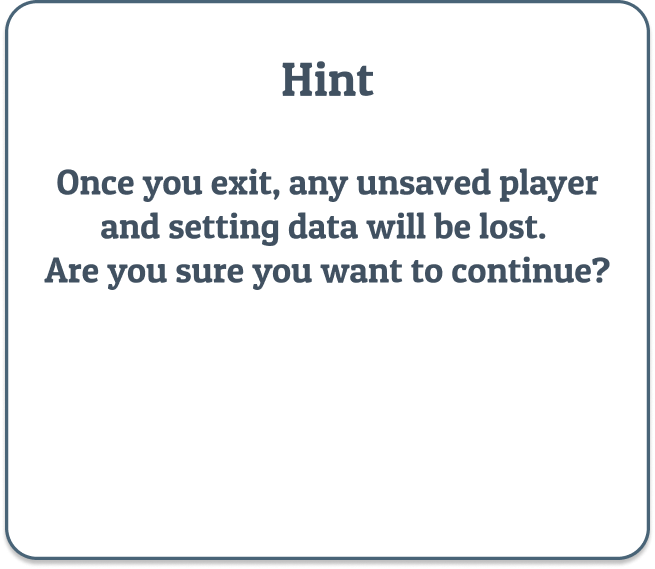 Hint
Once you exit, any unsaved player
and setting data will be lost.
Are you sure you want to continue?